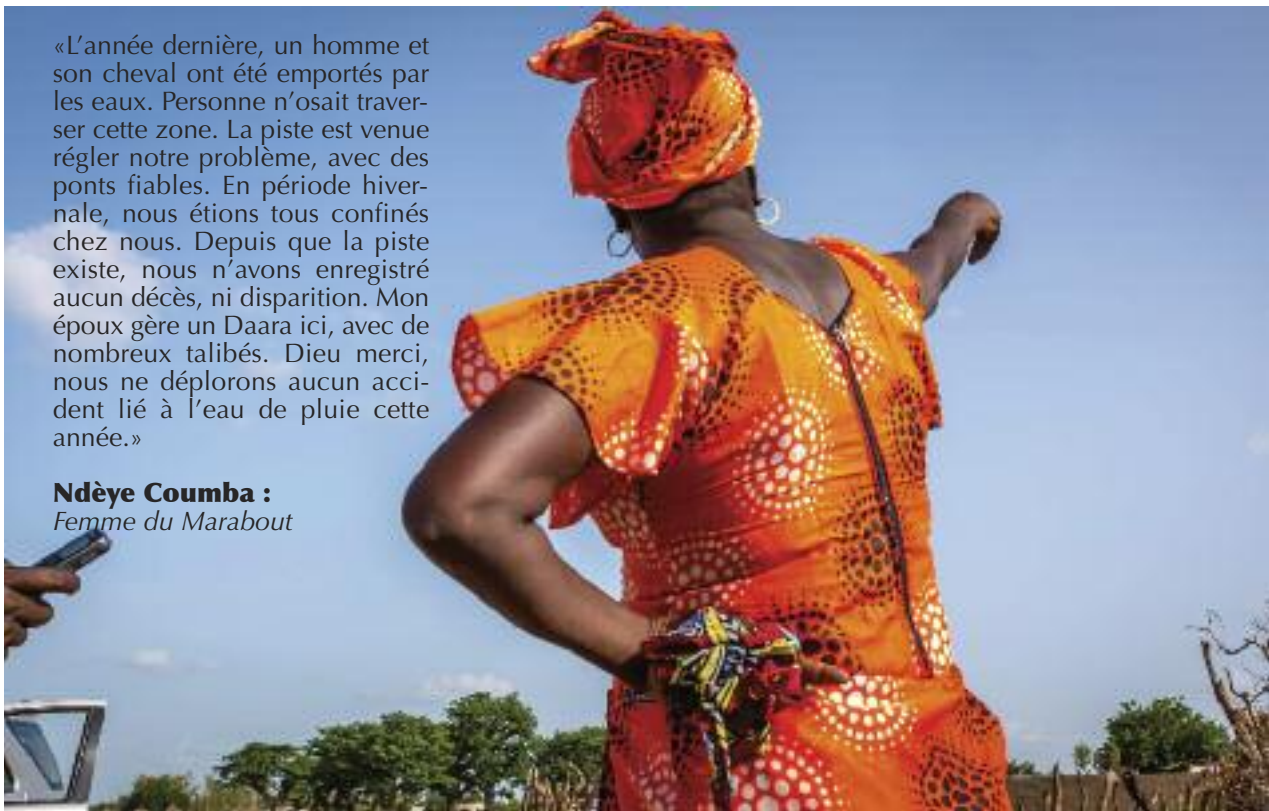 «L’année dernière, un homme et
son cheval ont été emportés par
les eaux. Personne n’osait traver-
ser cette zone. La piste est venue
régler notre problème, avec des
ponts fiables. En période hiver-
nale, nous étions tous confinés
chez nous. Depuis que la piste
existe, nous n’avons enregistré
aucun décès, ni disparition. Mon
époux gère un Daara ici, avec de
nombreux talibés. Dieu merci,
nous ne déplorons aucun acci-
dent lié à l’eau de pluie cette
année.»
Ndèye Coumba :
Femme du Marabout